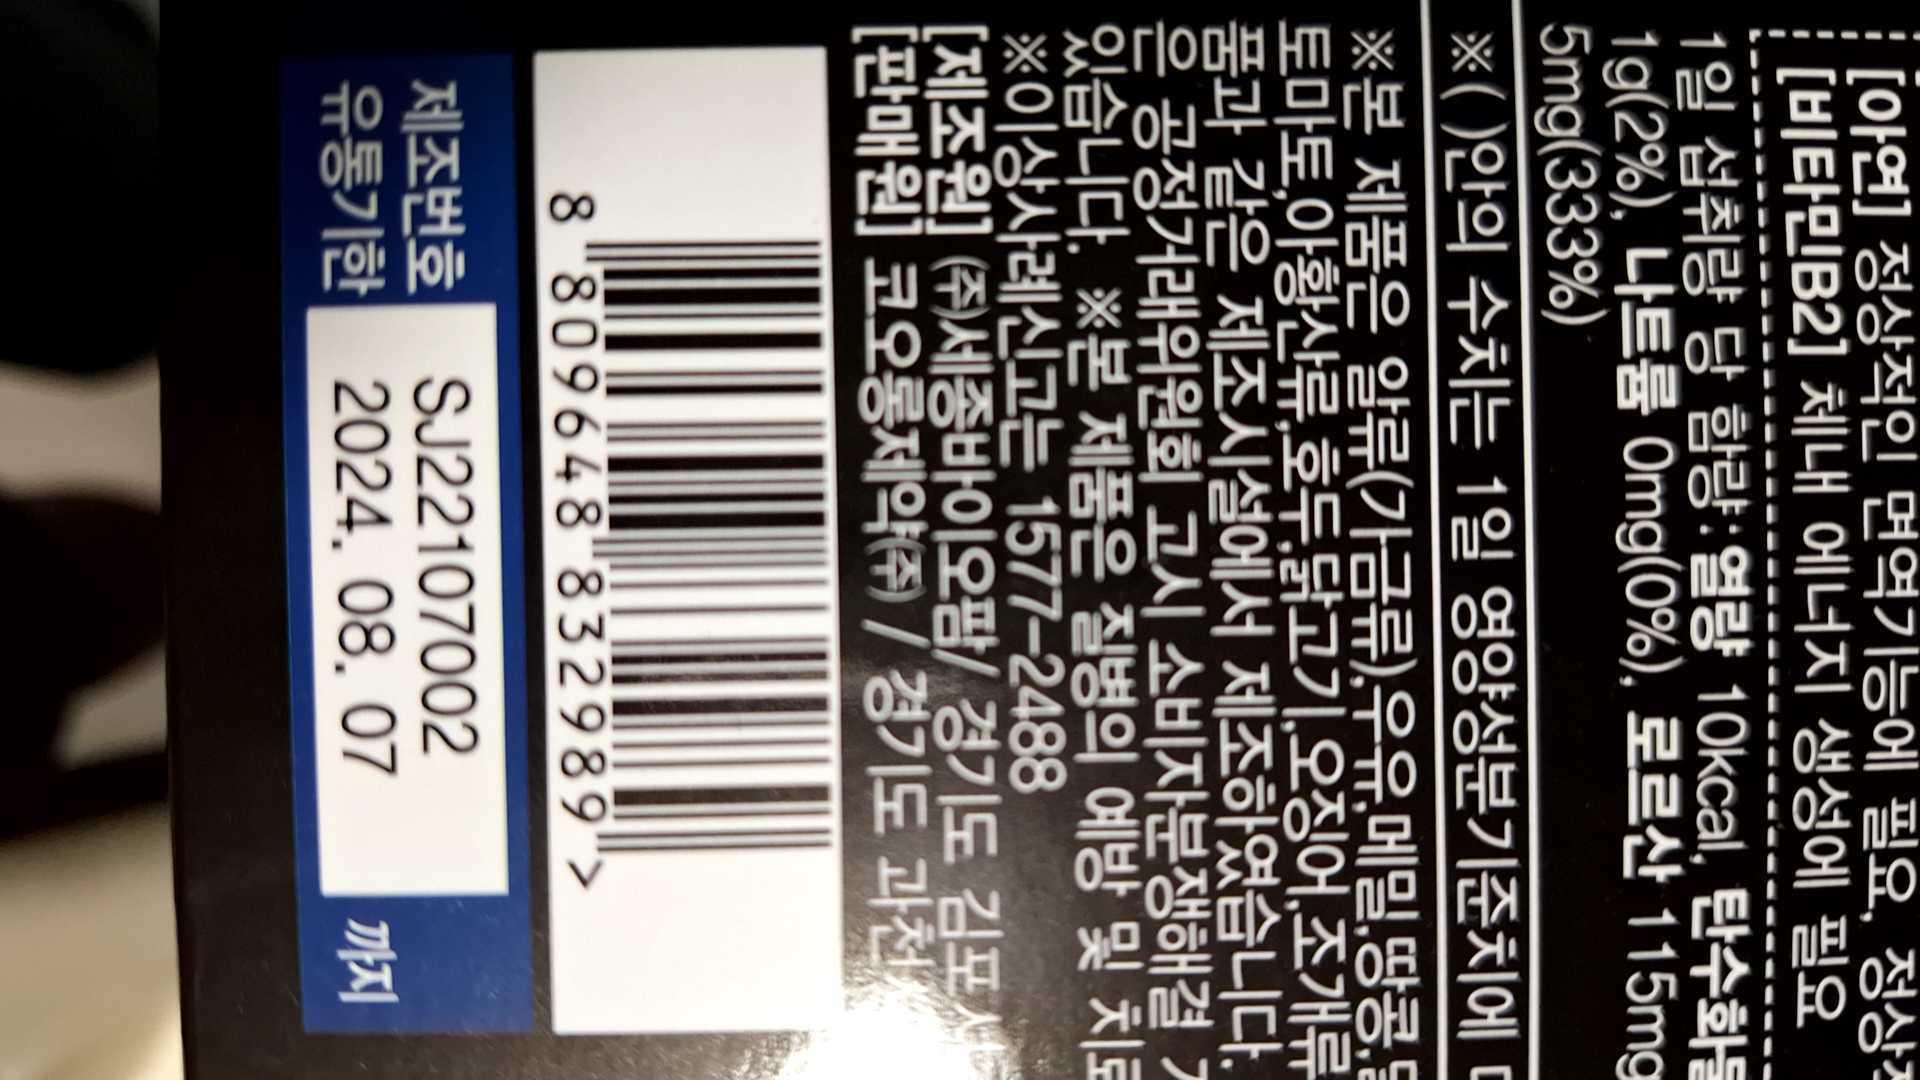 [아연] 정상적인 면역기능에 필요, 정상
[비타민B2] 체내 에너지 생성에 필요
1일 섭취량 당 함량: 열량 10kcal, 탄수화물
1g(2%), 나트륨 0mg(0%), 로르산 115mg
5mg(333%)
※( )안의 수치는 1일 영양성분기준치에
※본 제품은 알류(가금류),우유,메밀,땅콩,
토마토,아황산류,호두,닭고기,오징어,조개류
품과 같은 제조시설에서 제조하였습니다.
은 공정거래위원회 고시 소비자분쟁해결
있습니다. ※본 제품은 질병의 예방 및 치료
※이상사례신고는 1577-2488
[제조원] ㈜세종바이오팜/ 경기도 김포
[판매원] 코오롱제약㈜ / 경기도 과천
8 809648 832989 >
제조번호 SJ22107002
유통기한 2024. 08. 07 까지